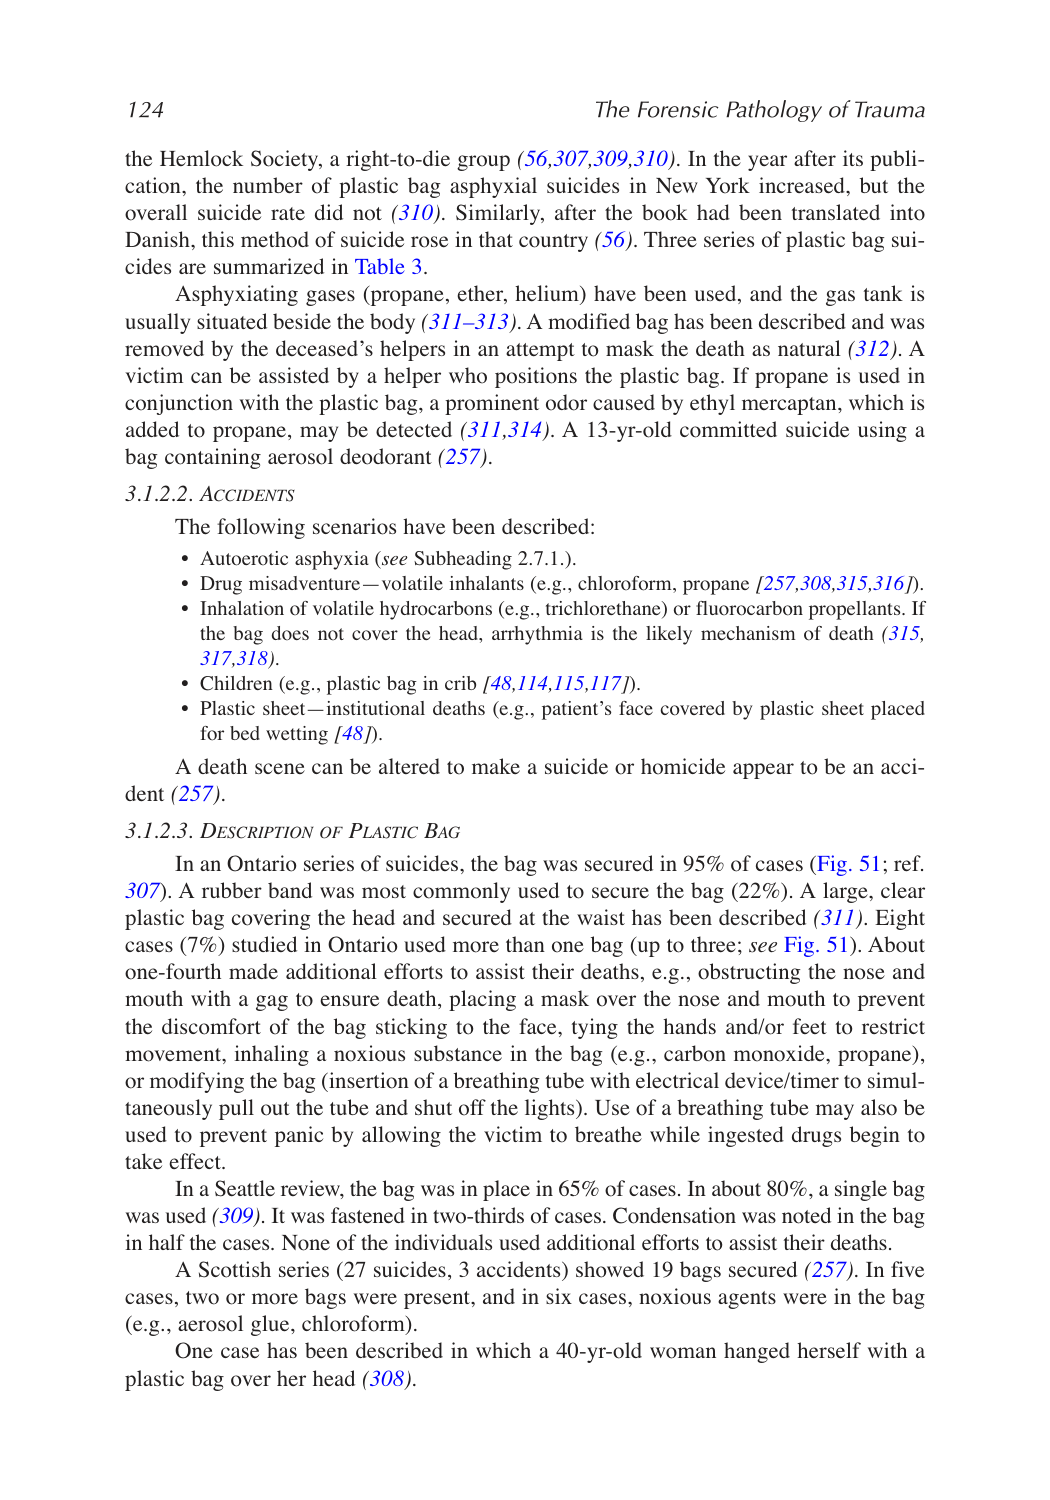 124 The Forensic Pathology of Trauma
the Hemlock Society, a right-to-die group (56,307,309,310). In the year after its publi-
cation, the number of plastic bag asphyxial suicides in New York increased, but the
overall suicide rate did not (310). Similarly, after the book had been translated into
Danish, this method of suicide rose in that country (56). Three series of plastic bag sui-
cides are summarized in Table 3.
Asphyxiating gases (propane, ether, helium) have been used, and the gas tank is
usually situated beside the body (311–313). A modified bag has been described and was
removed by the deceased's helpers in an attempt to mask the death as natural (312). A
victim can be assisted by a helper who positions the plastic bag. If propane is used in
conjunction with the plastic bag, a prominent odor caused by ethyl mercaptan, which is
added to propane, may be detected (311,314). A 13-yr-old committed suicide using a
bag containing aerosol deodorant (257).
3.1.2.2. ACCIDENTS
The following scenarios have been described:
• Autoerotic asphyxia (see Subheading 2.7.1.).
• Drug misadventure—volatile inhalants (e.g., chloroform, propane [257,308,315,316]).
• Inhalation of volatile hydrocarbons (e.g., trichlorethane) or fluorocarbon propellants. If
the bag does not cover the head, arrhythmia is the likely mechanism of death (315,
317,318).
• Children (e.g., plastic bag in crib [48,114,115,117]).
• Plastic sheet—institutional deaths (e.g., patient's face covered by plastic sheet placed
for bed wetting [48]).
A death scene can be altered to make a suicide or homicide appear to be an acci-
dent (257).
3.1.2.3. DESCRIPTION OF PLASTIC BAG
In an Ontario series of suicides, the bag was secured in 95% of cases (Fig. 51; ref.
307). A rubber band was most commonly used to secure the bag (22%). A large, clear
plastic bag covering the head and secured at the waist has been described (311). Eight
cases (7%) studied in Ontario used more than one bag (up to three; see Fig. 51). About
one-fourth made additional efforts to assist their deaths, e.g., obstructing the nose and
mouth with a gag to ensure death, placing a mask over the nose and mouth to prevent
the discomfort of the bag sticking to the face, tying the hands and/or feet to restrict
movement, inhaling a noxious substance in the bag (e.g., carbon monoxide, propane),
or modifying the bag (insertion of a breathing tube with electrical device/timer to simul-
taneously pull out the tube and shut off the lights). Use of a breathing tube may also be
used to prevent panic by allowing the victim to breathe while ingested drugs begin to
take effect.
In a Seattle review, the bag was in place in 65% of cases. In about 80%, a single bag
was used (309). It was fastened in two-thirds of cases. Condensation was noted in the bag
in half the cases. None of the individuals used additional efforts to assist their deaths.
A Scottish series (27 suicides, 3 accidents) showed 19 bags secured (257). In five
cases, two or more bags were present, and in six cases, noxious agents were in the bag
(e.g., aerosol glue, chloroform).
One case has been described in which a 40-yr-old woman hanged herself with a
plastic bag over her head (308).